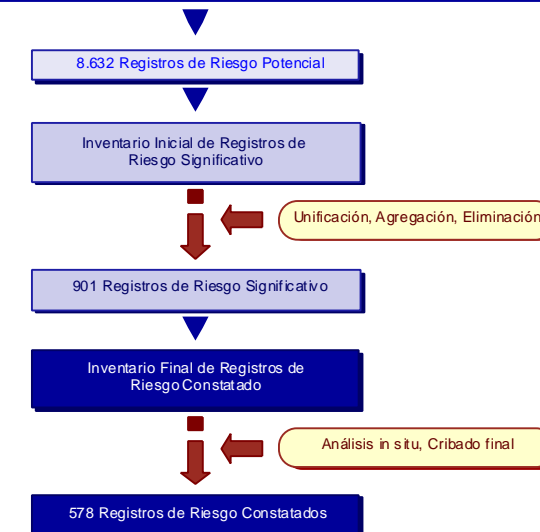 8.632 Registros de Riesgo Potencial
Inventario Inicial de Registros de
Riesgo Significativo
Unificación, Agregación, Eliminación
901 Registros de Riesgo Significativo
Inventario Final de Registros de
Riesgo Constatado
Análisis in situ, Cribado final
578 Registros de Riesgo Constatados